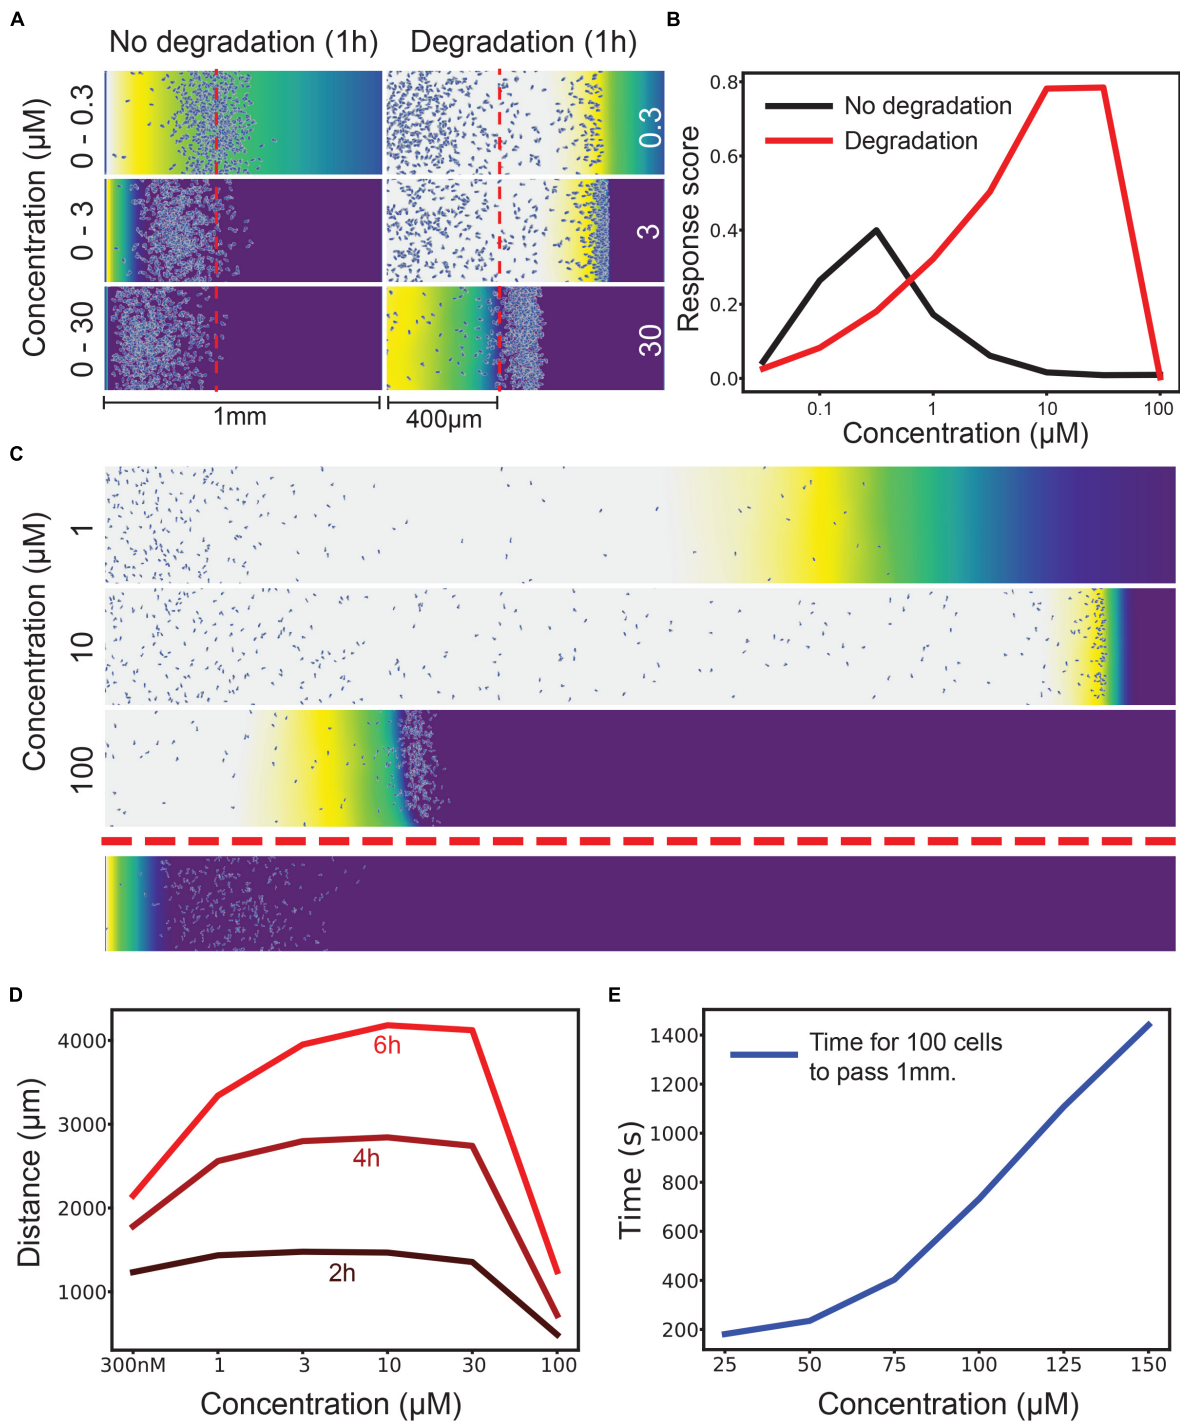 A
No degradation (1h)
Degradation (1h)
Concentration (µM)
0 - 0.3
0 - 3
0 - 30
0.3
3
30
1mm
400µm
B
Response score
0.8
0.6
0.4
0.2
0.0
No degradation
Degradation
0.1
1
10
100
Concentration (µM)
C
Concentration (µM)
1
10
100
D
Distance (µm)
4000
3000
2000
1000
6h
4h
2h
300nM
1
3
10
30
100
Concentration (µM)
E
Time (s)
1400
1200
1000
800
600
400
200
Time for 100 cells
to pass 1mm.
25
50
75
100
125
150
Concentration (µM)